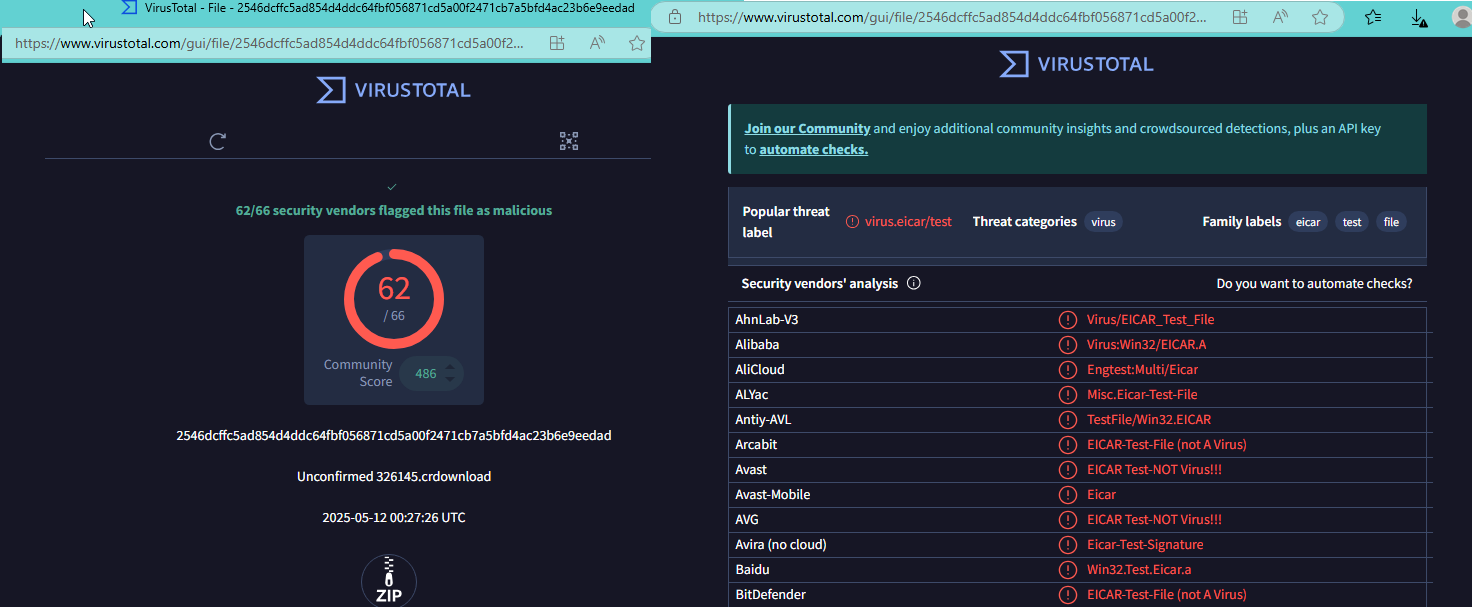 VirusTotal - File - 2546dcffc5ad854d4ddc64fbf056871cd5a00f2471cb7a5bfd4ac23b6e9eedad
https://www.virustotal.com/gui/file/2546dcffc5ad854d4ddc64fbf056871cd5a00f2...
VIRUSTOTAL
62/66 security vendors flagged this file as malicious
62
/ 66
Community
Score
486
2546dcffc5ad854d4ddc64fbf056871cd5a00f2471cb7a5bfd4ac23b6e9eedad
Unconfirmed 326145.crdownload
2025-05-12 00:27:26 UTC
ZIP
https://www.virustotal.com/gui/file/2546dcffc5ad854d4ddc64fbf056871cd5a00f2...
VIRUSTOTAL
Join our Community and enjoy additional community insights and crowdsourced detections, plus an API key
to automate checks.
Popular threat
label
virus.eicar/test
Threat categories virus
Family labels eicar test file
Security vendors' analysis Do you want to automate checks?
AhnLab-V3 Virus/EICAR_Test_File
Alibaba Virus:Win32/EICAR.A
AliCloud Engtest:Multi/Eicar
ALYac Misc.Eicar-Test-File
Antiy-AVL TestFile/Win32.EICAR
Arcabit EICAR-Test-File (not A Virus)
Avast EICAR Test-NOT Virus!!!
Avast-Mobile Eicar
AVG EICAR Test-NOT Virus!!!
Avira (no cloud) Eicar-Test-Signature
Baidu Win32.Test.Eicar.a
BitDefender EICAR-Test-File (not A Virus)